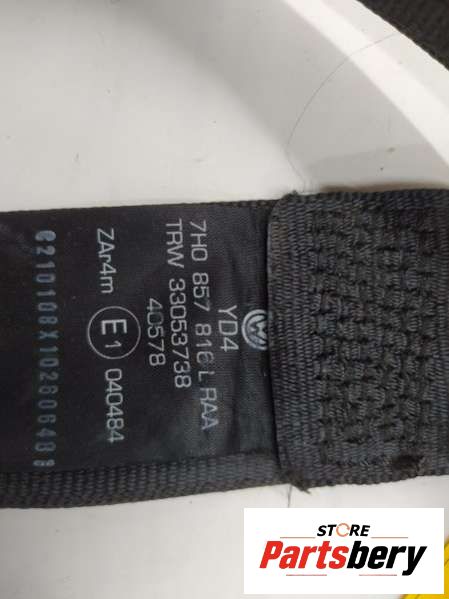 YD4
7H0 857 816 L RAA
TRW 33053738
40578
ZAr4m
E1 040484
STORE
Partsbery